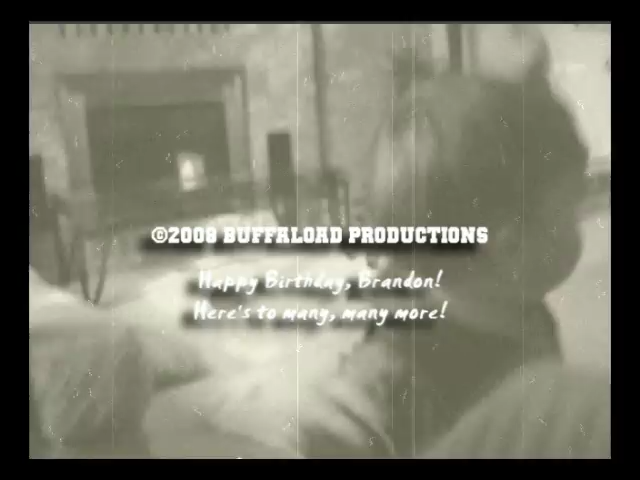 ©2008 BUFFALOAD PRODUCTIONS
Happy Birthday, Brandon!
Here's to many, many more!